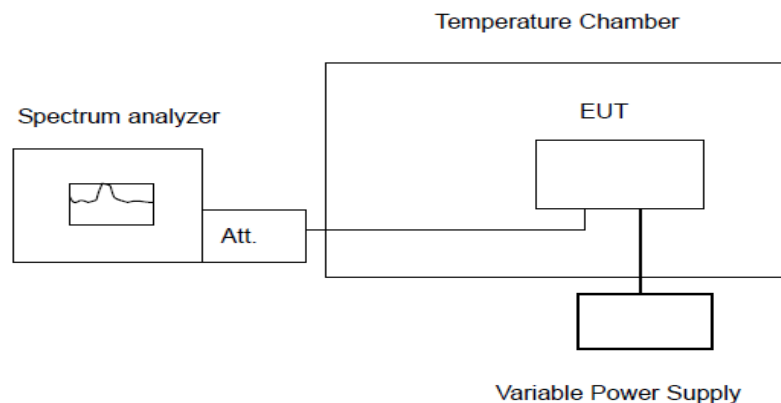 Temperature Chamber
Spectrum analyzer
EUT
Att.
Variable Power Supply